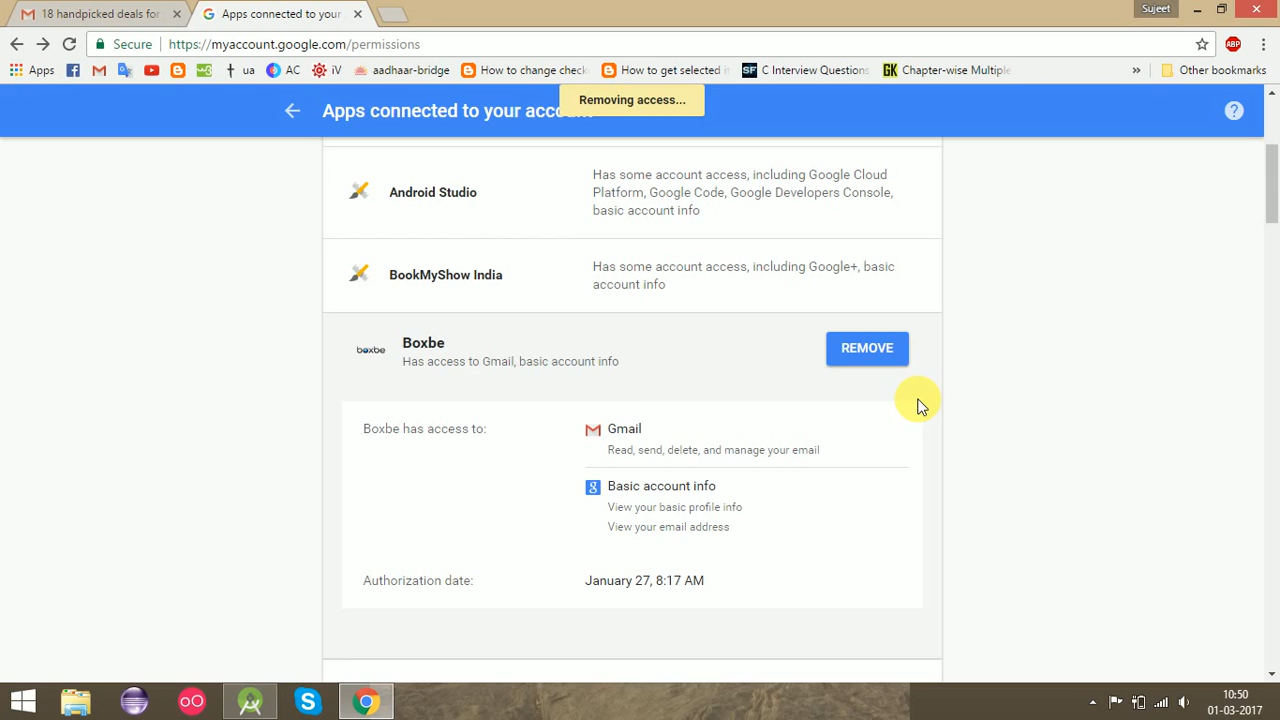 18 handpicked deals for
Apps connected to your
Sujeet
Secure
https://myaccount.google.com/permissions
ABP
Apps
ua
AC
iV
aadhaar-bridge
How to change check
How to get selected i
SF
C Interview Questions
GK
Chapter-wise Multiple
»
Other bookmarks
Removing access...
Apps connected to your account
Android Studio
Has some account access, including Google Cloud
Platform, Google Code, Google Developers Console,
basic account info
BookMyShow India
Has some account access, including Google+, basic
account info
boxbe
Boxbe
Has access to Gmail, basic account info
REMOVE
Boxbe has access to:
Gmail
Read, send, delete, and manage your email
Basic account info
View your basic profile info
View your email address
Authorization date:
January 27, 8:17 AM
10:50
01-03-2017